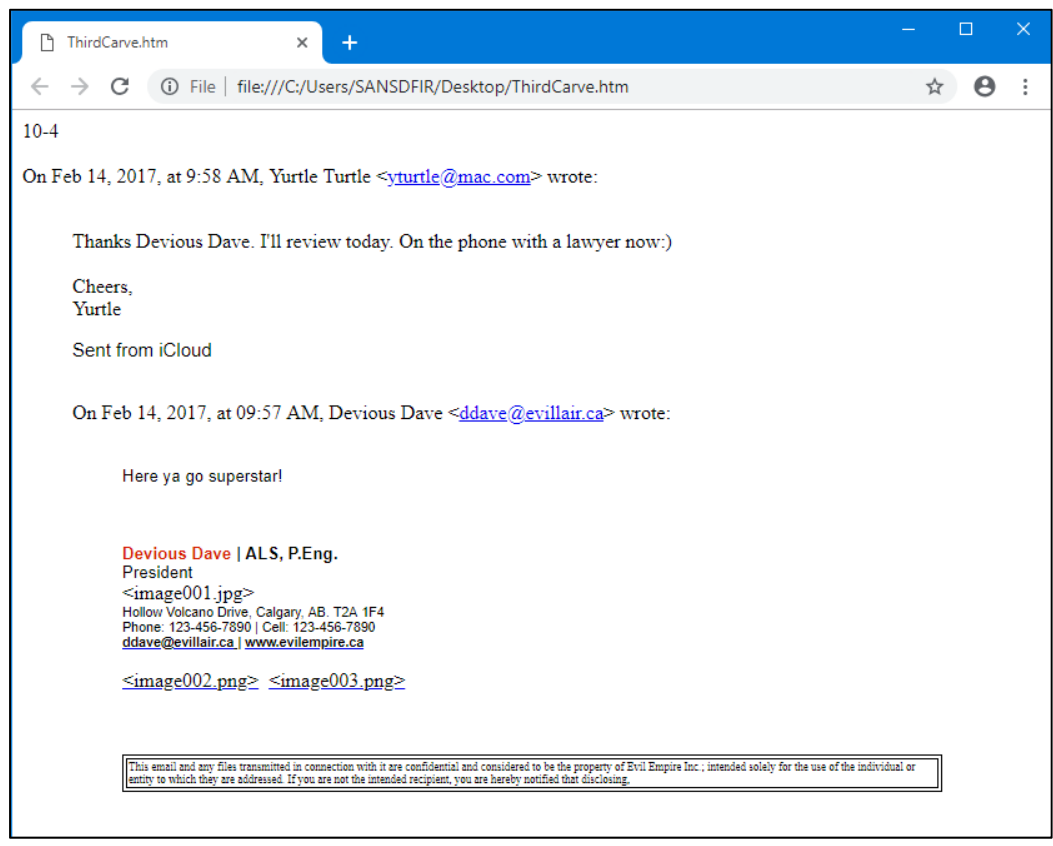 ThirdCarve.htm
File | file:///C:/Users/SANSDFIR/Desktop/ThirdCarve.htm
10-4
On Feb 14, 2017, at 9:58 AM, Yurtle Turtle <yturtle@mac.com> wrote:
Thanks Devious Dave. I'll review today. On the phone with a lawyer now:)
Cheers,
Yurtle
Sent from iCloud
On Feb 14, 2017, at 09:57 AM, Devious Dave <ddave@evillair.ca> wrote:
Here ya go superstar!
Devious Dave | ALS, P.Eng.
President
<image001.jpg>
Hollow Volcano Drive, Calgary, AB. T2A 1F4
Phone: 123-456-7890 | Cell: 123-456-7890
ddave@evillair.ca | www.evilempire.ca
<image002.png> <image003.png>
This email and any files transmitted in connection with it are confidential and considered to be the property of Evil Empire Inc.; intended solely for the use of the individual or
entity to which they are addressed. If you are not the intended recipient, you are hereby notified that disclosing,